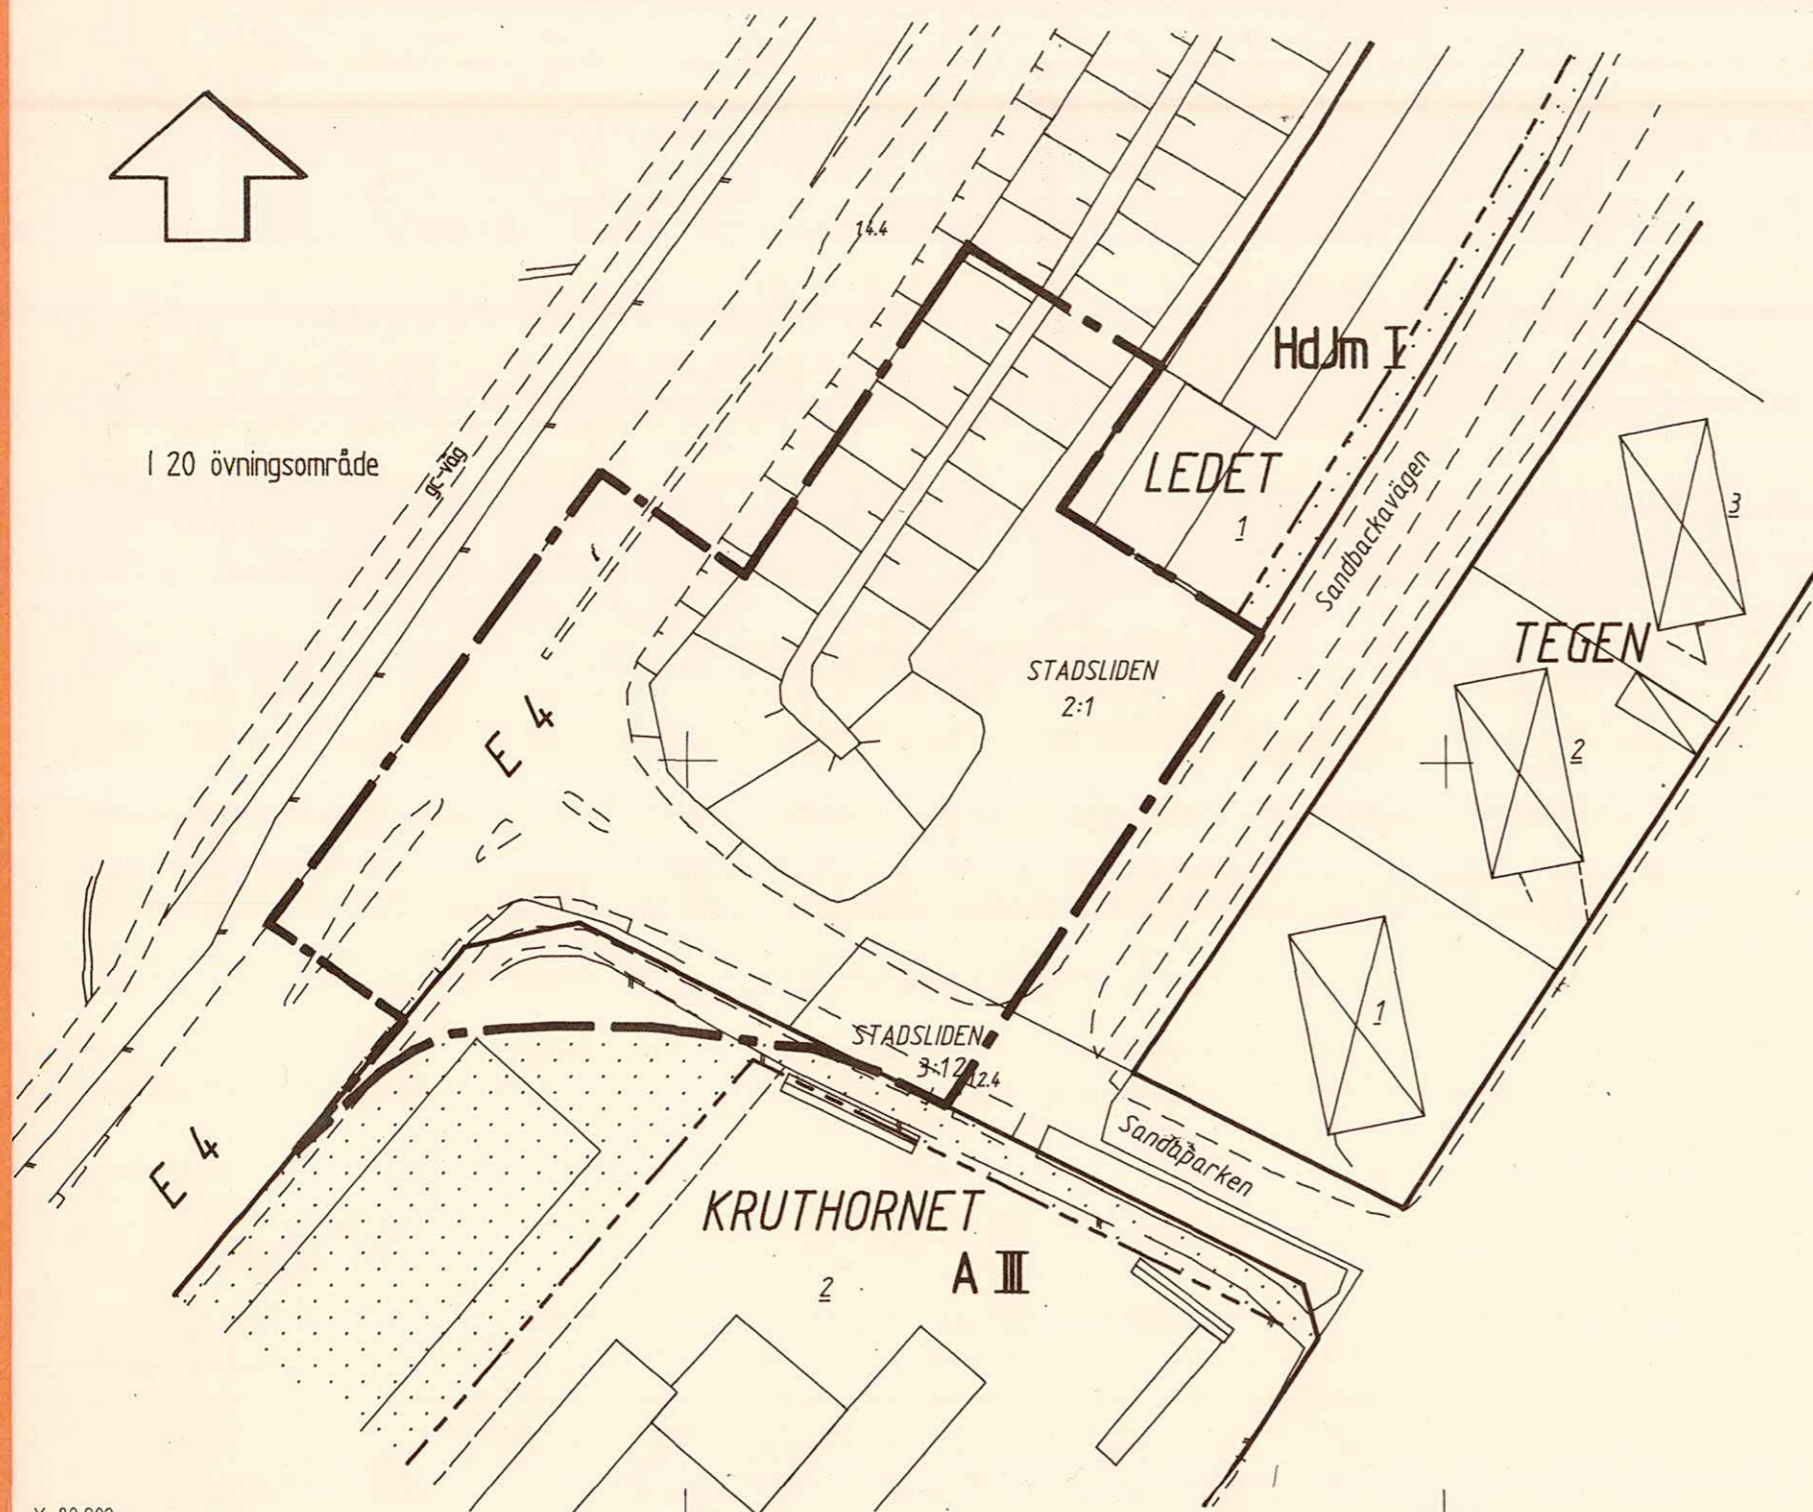 14.4
HdJm I
I 20 övningsområde
gc-väg
LEDET
1
Sandbackavägen
3
STADSLIDEN
2:1
TEGEN
E 4
2
1
STADSLIDEN
3:12
12.4
E 4
Sandaparken
KRUTHORNET
A III
2